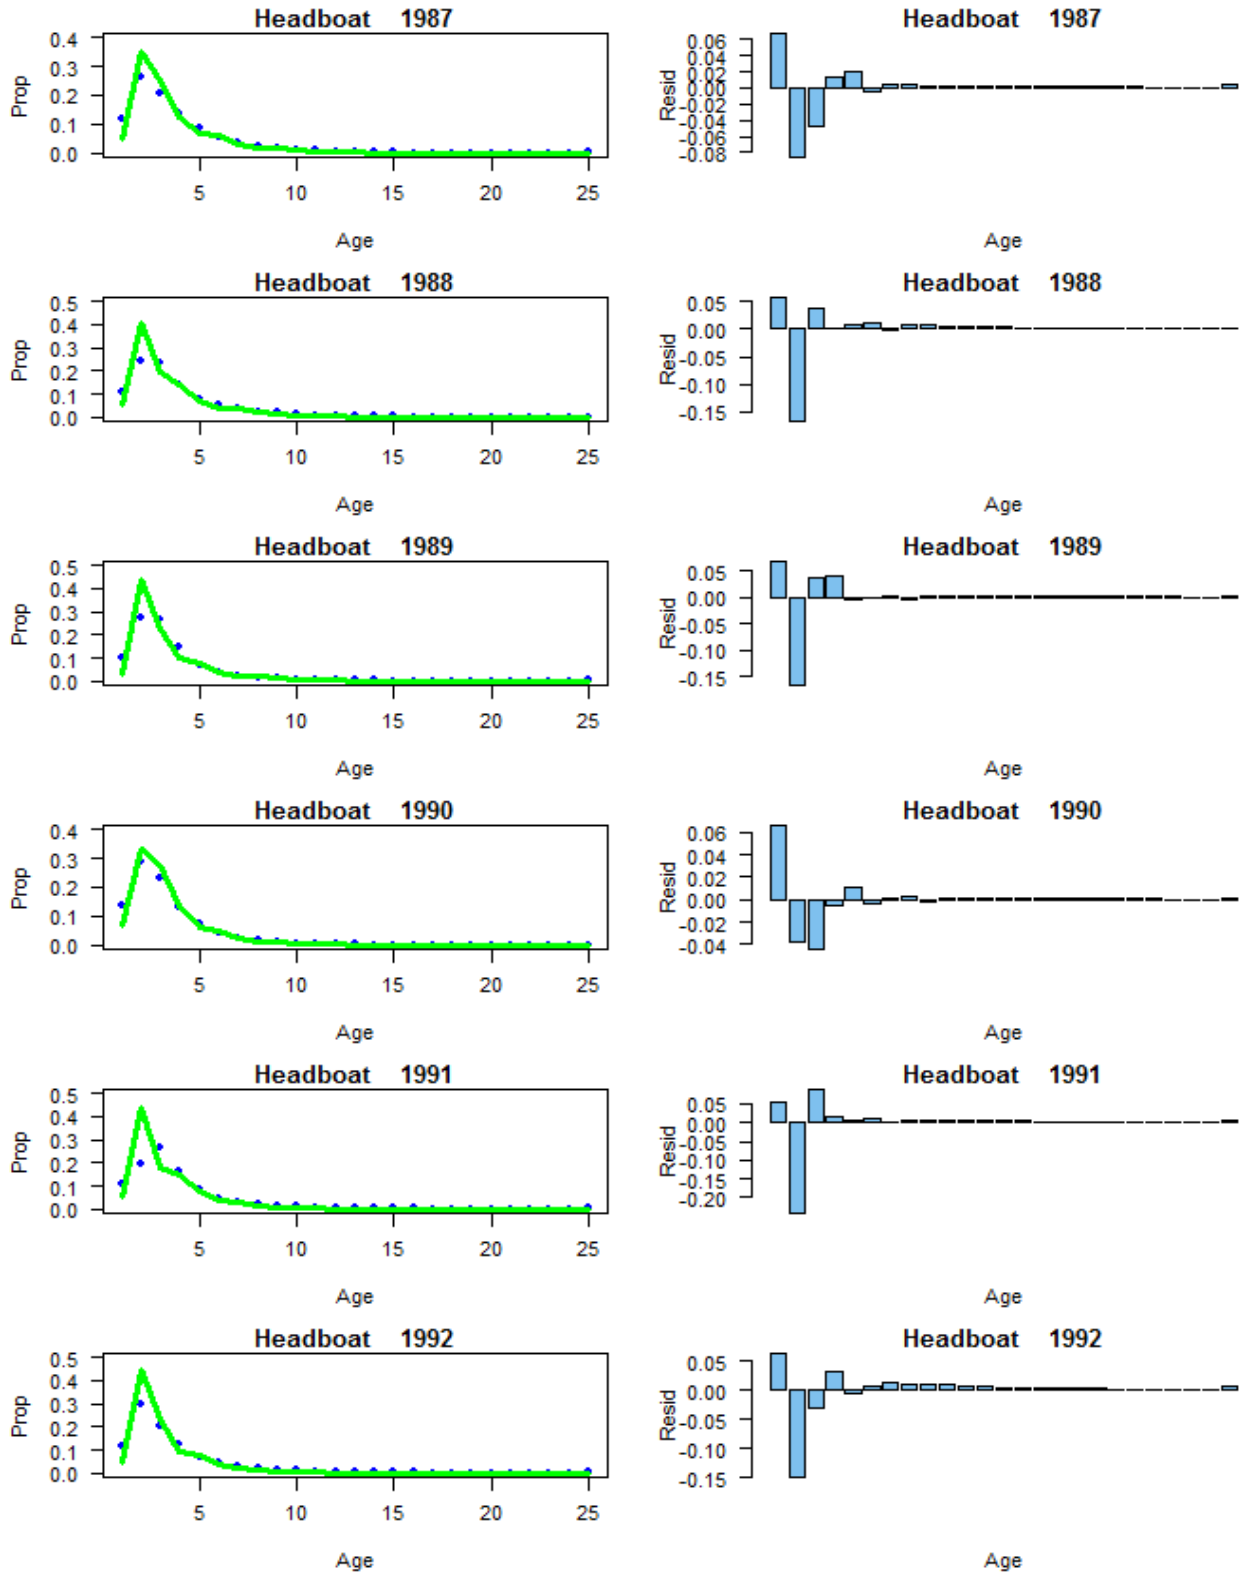 Headboat 1987
Prop
0.4
0.3
0.2
0.1
0.0
5 10 15 20 25
Age
Headboat 1987
Resid
0.06
0.04
0.02
0.00
-0.02
-0.04
-0.06
-0.08
Age
Headboat 1988
Prop
0.5
0.4
0.3
0.2
0.1
0.0
5 10 15 20 25
Age
Headboat 1988
Resid
0.05
0.00
-0.05
-0.10
-0.15
Age
Headboat 1989
Prop
0.5
0.4
0.3
0.2
0.1
0.0
5 10 15 20 25
Age
Headboat 1989
Resid
0.05
0.00
-0.05
-0.10
-0.15
Age
Headboat 1990
Prop
0.4
0.3
0.2
0.1
0.0
5 10 15 20 25
Age
Headboat 1990
Resid
0.06
0.04
0.02
0.00
-0.02
-0.04
Age
Headboat 1991
Prop
0.5
0.4
0.3
0.2
0.1
0.0
5 10 15 20 25
Age
Headboat 1991
Resid
0.05
0.00
-0.05
-0.10
-0.15
-0.20
Age
Headboat 1992
Prop
0.5
0.4
0.3
0.2
0.1
0.0
5 10 15 20 25
Age
Headboat 1992
Resid
0.05
0.00
-0.05
-0.10
-0.15
Age